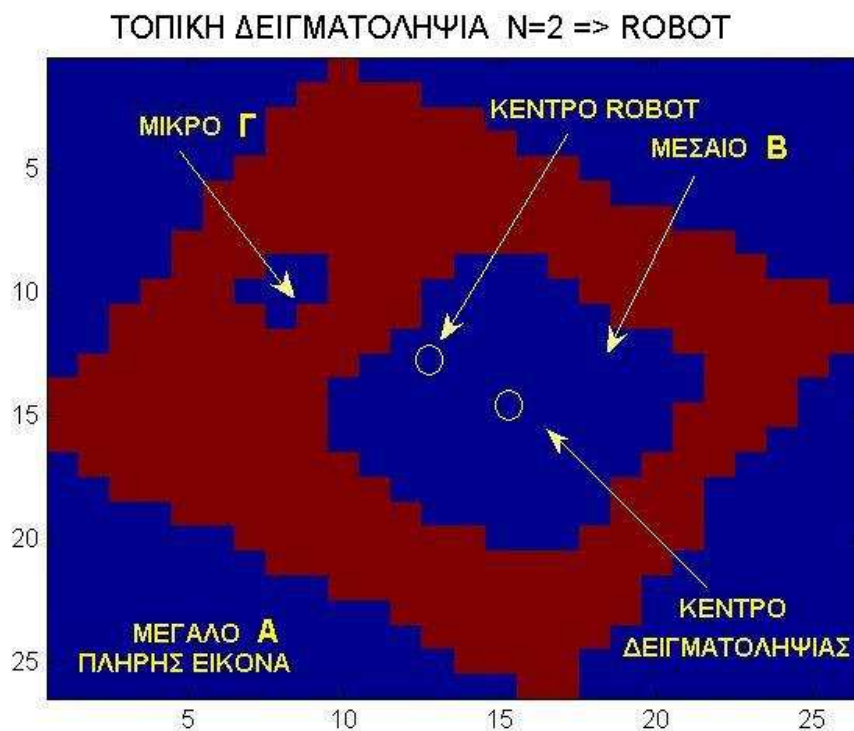 ΤΟΠΙΚΗ ΔΕΙΓΜΑΤΟΛΗΨΙΑ N=2 => ROBOT
ΚΕΝΤΡΟ ROBOT
ΜΙΚΡΟ Γ
ΜΕΣΑΙΟ Β
5
10
15
20
25
ΜΕΓΑΛΟ Α
ΠΛΗΡΗΣ ΕΙΚΟΝΑ
ΚΕΝΤΡΟ
ΔΕΙΓΜΑΤΟΛΗΨΙΑΣ
5 10 15 20 25